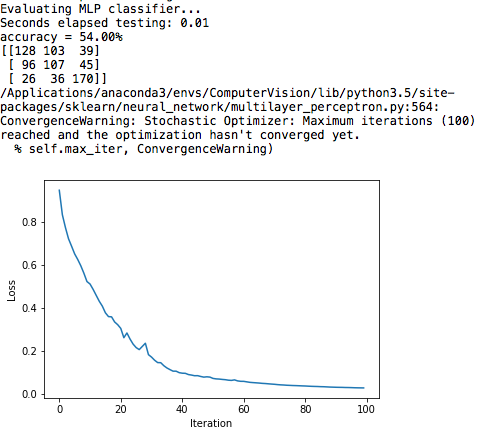 Evaluating MLP classifier...
Seconds elapsed testing: 0.01
accuracy = 54.00%
[[128 103  39]
 [ 96 107  45]
 [ 26  36 170]]
/Applications/anaconda3/envs/ComputerVision/lib/python3.5/site-
packages/sklearn/neural_network/multilayer_perceptron.py:564:
ConvergenceWarning: Stochastic Optimizer: Maximum iterations (100)
reached and the optimization hasn't converged yet.
  % self.max_iter, ConvergenceWarning)
0.8
0.6
0.4
0.2
0.0
Loss
0 20 40 60 80 100
Iteration